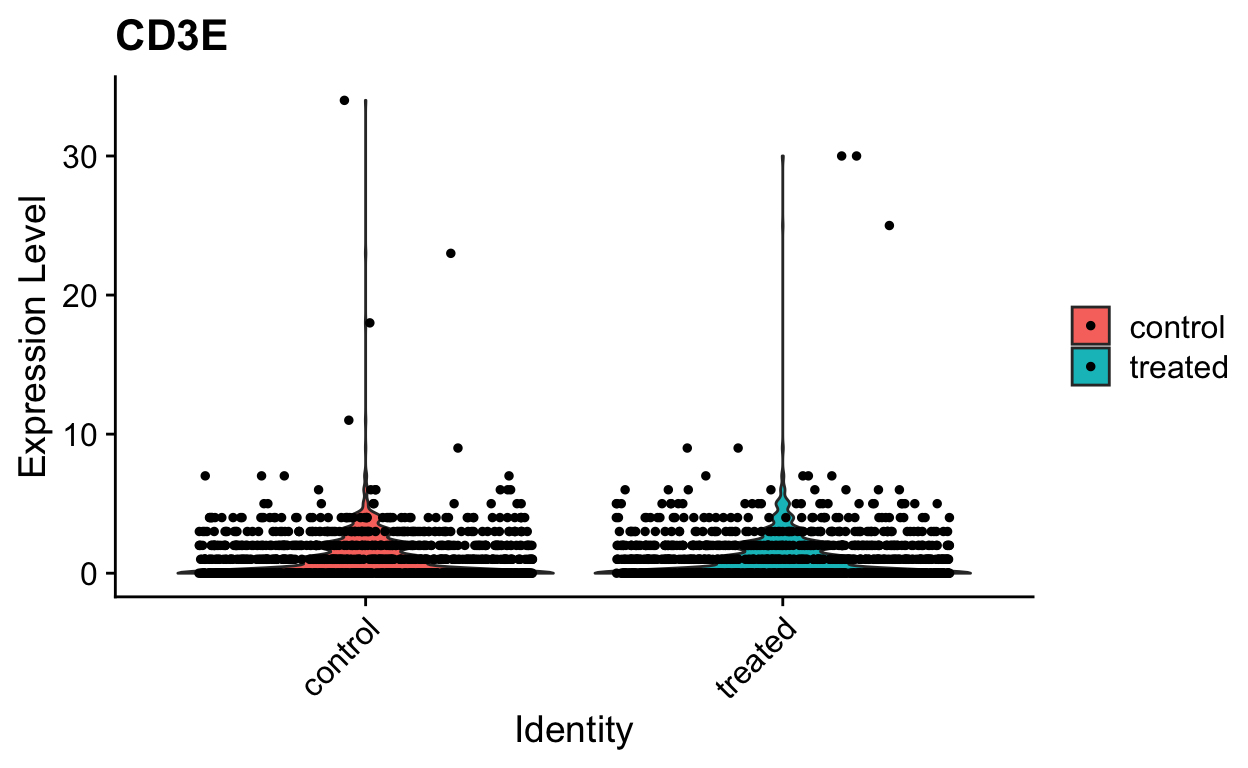 CD3E
Expression Level
30
20
10
0
control
treated
Identity
control
treated